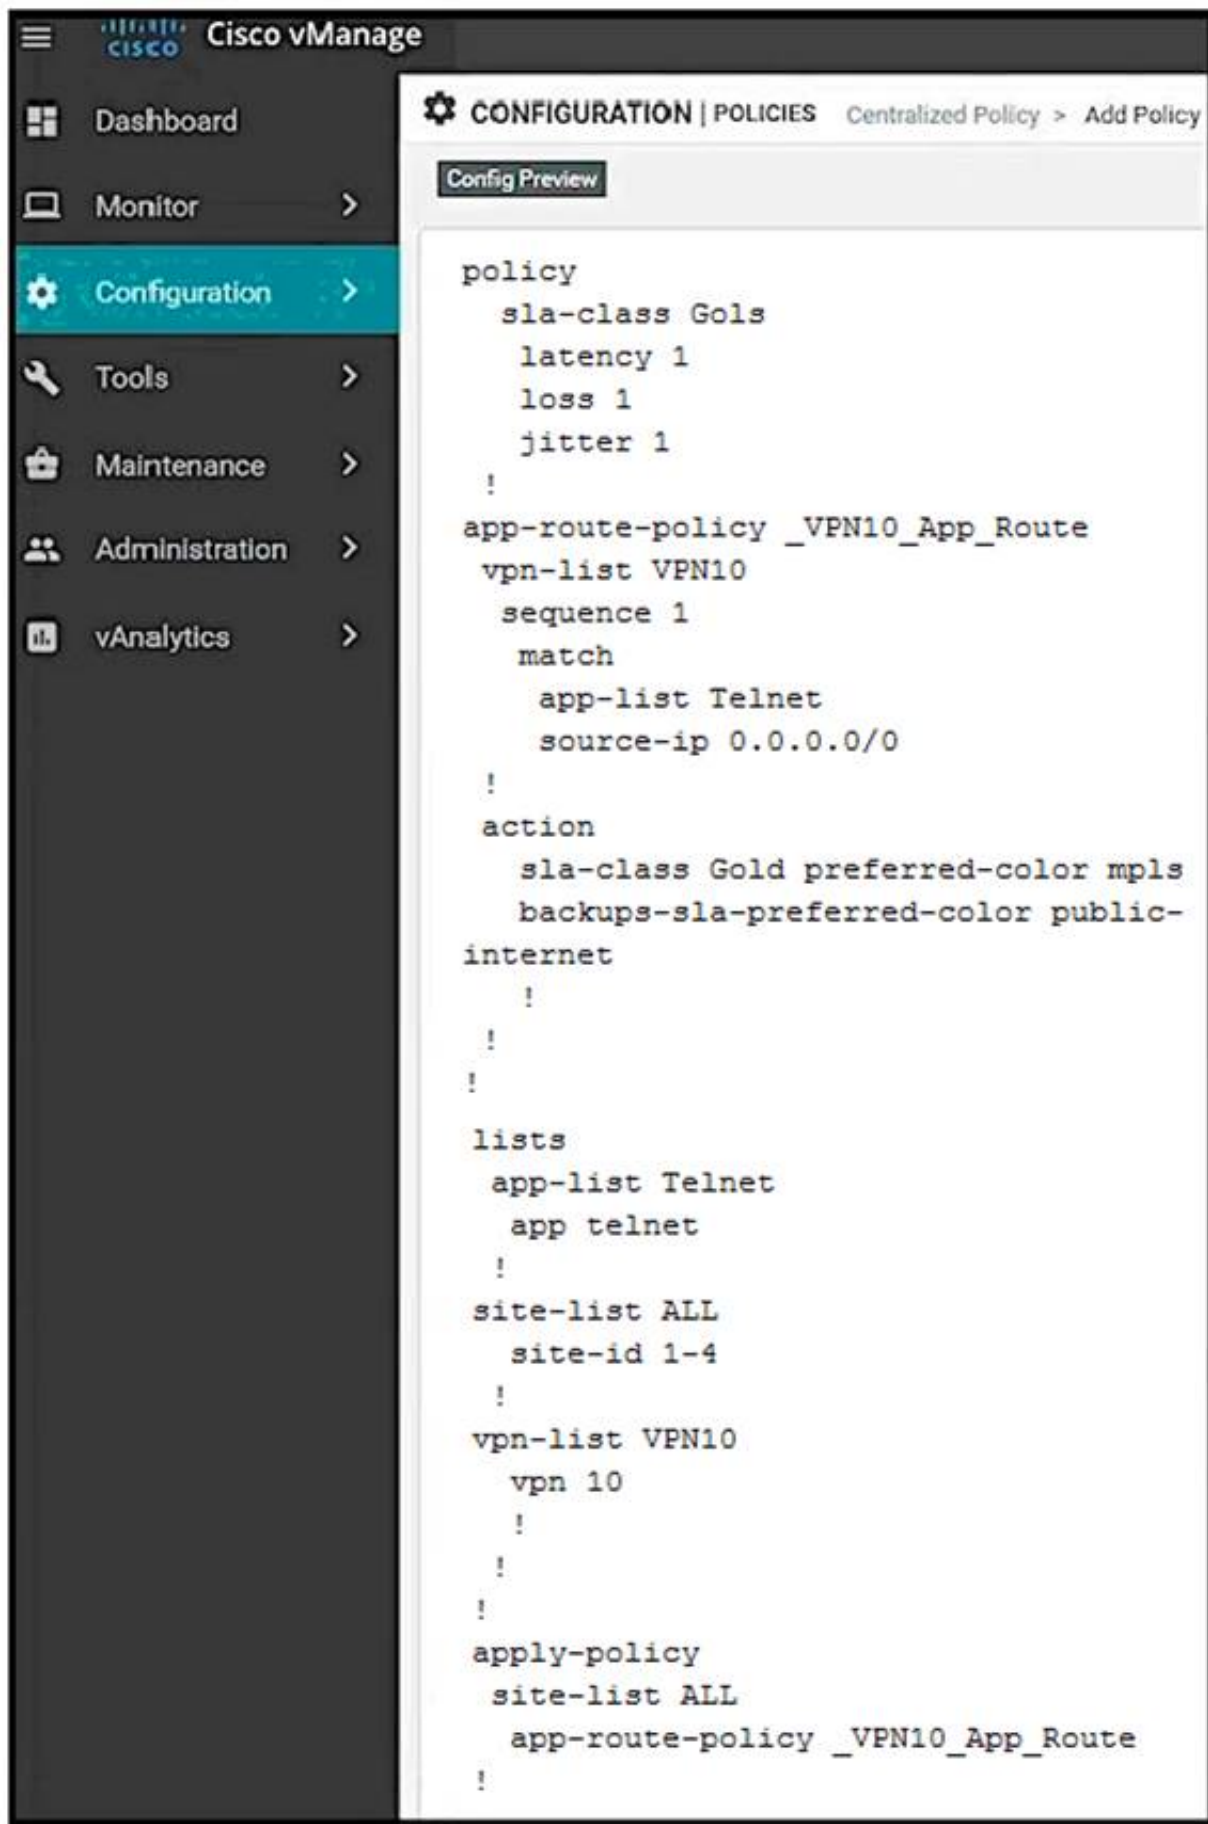 CISCO Cisco vManage
Dashboard
Monitor
Configuration
Tools
Maintenance
Administration
vAnalytics
CONFIGURATION | POLICIES Centralized Policy > Add Policy
Config Preview
policy
sla-class Gols
latency 1
loss 1
jitter 1
!
app-route-policy _VPN10_App_Route
vpn-list VPN10
sequence 1
match
app-list Telnet
source-ip 0.0.0.0/0
!
action
sla-class Gold preferred-color mpls
backups-sla-preferred-color public-
internet
!
!
!
lists
app-list Telnet
app telnet
!
site-list ALL
site-id 1-4
!
vpn-list VPN10
vpn 10
!
!
!
apply-policy
site-list ALL
app-route-policy _VPN10_App_Route
!